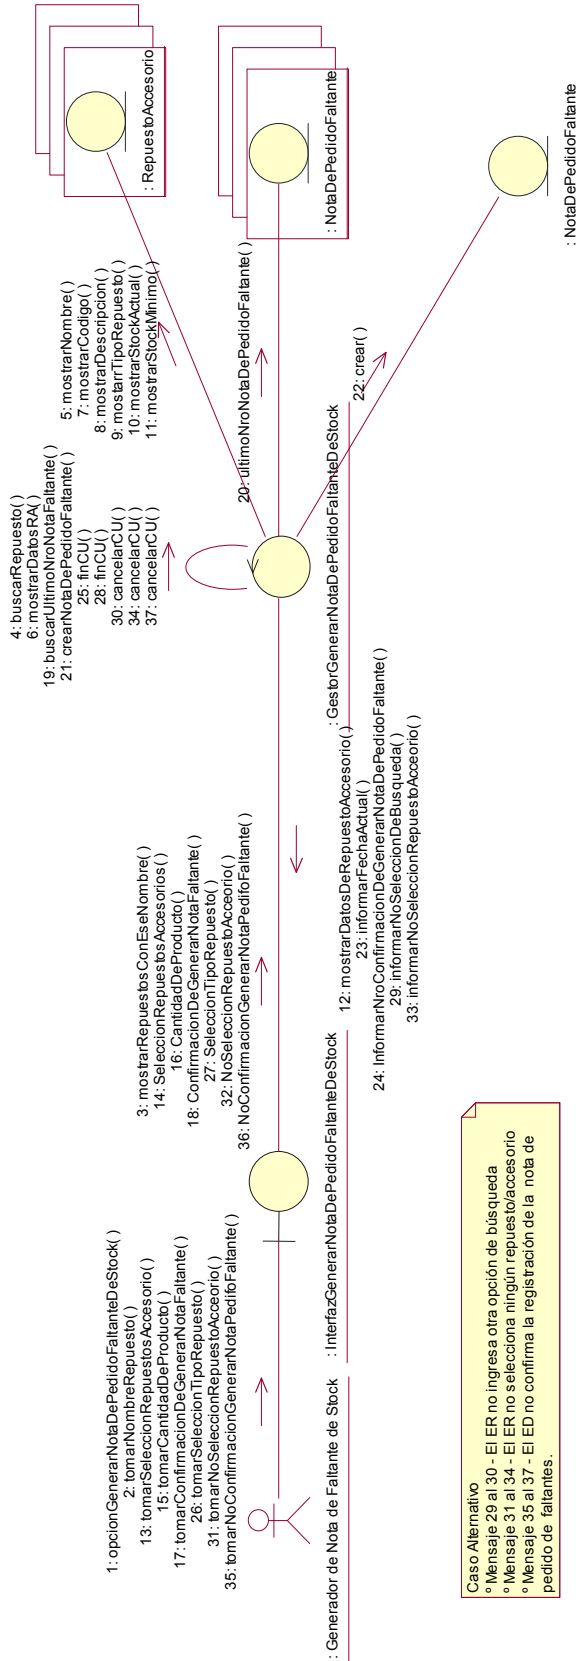 1: opcionGenerarNotaDePedidoFaltanteDeStock( )
2: tomarNombreRepuesto( )
13: tomarSeleccionRepuestosAccesorio( )
15: tomarCantidadDeProducto( )
17: tomarConfirmacionDeGenerarNotaFaltante( )
26: tomarSeleccionTipoRepuesto( )
31: tomarNoSeleccionRepuestoAcceorio( )
35: tomarNoConfirmacionGenerarNotaPedifoFaltante( )
: Generador de Nota de Faltante de Stock
3: mostrarRepuestosConEseNombre( )
14: SeleccionRepuestosAccesorios( )
16: CantidadDeProducto( )
18: ConfirmacionDeGenerarNotaFaltante( )
27: SeleccionTipoRepuesto( )
32: NoSeleccionRepuestoAcceorio( )
36: NoConfirmacionGenerarNotaPedifoFaltante( )
: InterfazGenerarNotaDePedidoFaltanteDeStock
12: mostrarDatosDeRepuestoAccesorio( )
23: informarFechaActual( )
24: InformarNroConfirmacionDeGenerarNotaDePedidoFaltante( )
29: informarNoSeleccionDeBusqueda( )
33: informarNoSeleccionRepuestoAcceorio( )
4: buscarRepuesto( )
6: mostrarDatosRA( )
19: buscarUltimoNroNotaFaltante( )
21: crearNotaDePedidoFaltante( )
25: finCU( )
28: finCU( )
30: cancelarCU( )
34: cancelarCU( )
37: cancelarCU( )
: GestorGenerarNotaDePedidoFaltanteDeStock
5: mostrarNombre( )
7: mostrarCodigo( )
8: mostrarDescripcion( )
9: mostarrTipoRepuesto( )
10: mostrarStockActual( )
11: mostrarStockMinimo( )
: RepuestoAccesorio
20: ultimoNroNotaDePedidoFaltante( )
: NotaDePedidoFaltante
22: crear( )
: NotaDePedidoFaltante
Caso Alternativo
º Mensaje 29 al 30 - El ER no ingresa otra opción de búsqueda
º Mensaje 31 al 34 - El ER no selecciona ningún repuesto/accesorio
º Mensaje 35 al 37 - El ED no confirma la registración de la nota de
pedido de faltantes.